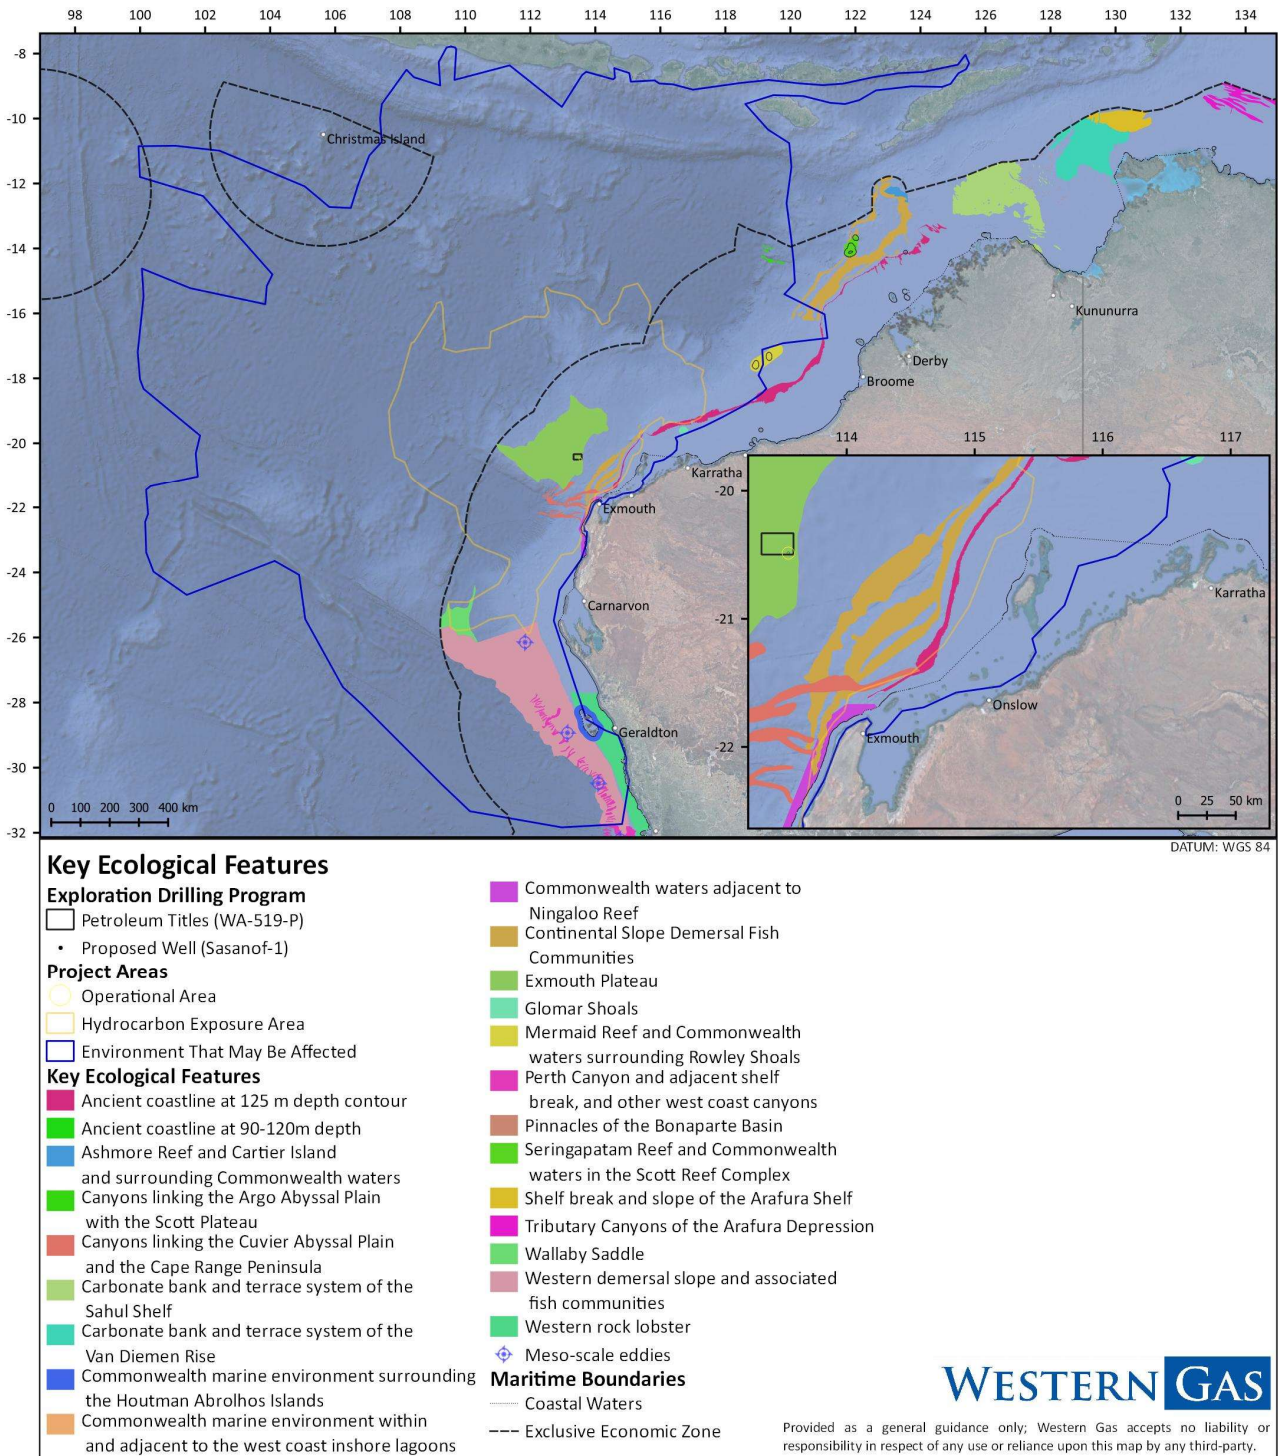 98 100 102 104 106 108 110 112 114 116 118 120 122 124 126 128 130 132 134
-8
-10
Christmas Island
-12
-14
-16
Kununurra
Derby
-18
Broome
-20
Karratha
-22
Exmouth
-24
Carnarvon
-26
-28
Geraldton
-30
0 100 200 300 400 km
-32
114 115 116 117
-20
Karratha
-21
Onslow
Exmouth
-22
0 25 50 km
DATUM: WGS 84
Key Ecological Features
Exploration Drilling Program
Petroleum Titles (WA-519-P)
Proposed Well (Sasanof-1)
Project Areas
Operational Area
Hydrocarbon Exposure Area
Environment That May Be Affected
Key Ecological Features
Ancient coastline at 125 m depth contour
Ancient coastline at 90-120m depth
Ashmore Reef and Cartier Island
and surrounding Commonwealth waters
Canyons linking the Argo Abyssal Plain
with the Scott Plateau
Canyons linking the Cuvier Abyssal Plain
and the Cape Range Peninsula
Carbonate bank and terrace system of the
Sahul Shelf
Carbonate bank and terrace system of the
Van Diemen Rise
Commonwealth marine environment surrounding
the Houtman Abrolhos Islands
Commonwealth marine environment within
and adjacent to the west coast inshore lagoons
Commonwealth waters adjacent to
Ningaloo Reef
Continental Slope Demersal Fish
Communities
Exmouth Plateau
Glomar Shoals
Mermaid Reef and Commonwealth
waters surrounding Rowley Shoals
Perth Canyon and adjacent shelf
break, and other west coast canyons
Pinnacles of the Bonaparte Basin
Seringapatam Reef and Commonwealth
waters in the Scott Reef Complex
Shelf break and slope of the Arafura Shelf
Tributary Canyons of the Arafura Depression
Wallaby Saddle
Western demersal slope and associated
fish communities
Western rock lobster
Meso-scale eddies
Maritime Boundaries
Coastal Waters
Exclusive Economic Zone
WESTERN GAS
Provided as a general guidance only; Western Gas accepts no liability or
responsibility in respect of any use or reliance upon this map by any third-party.